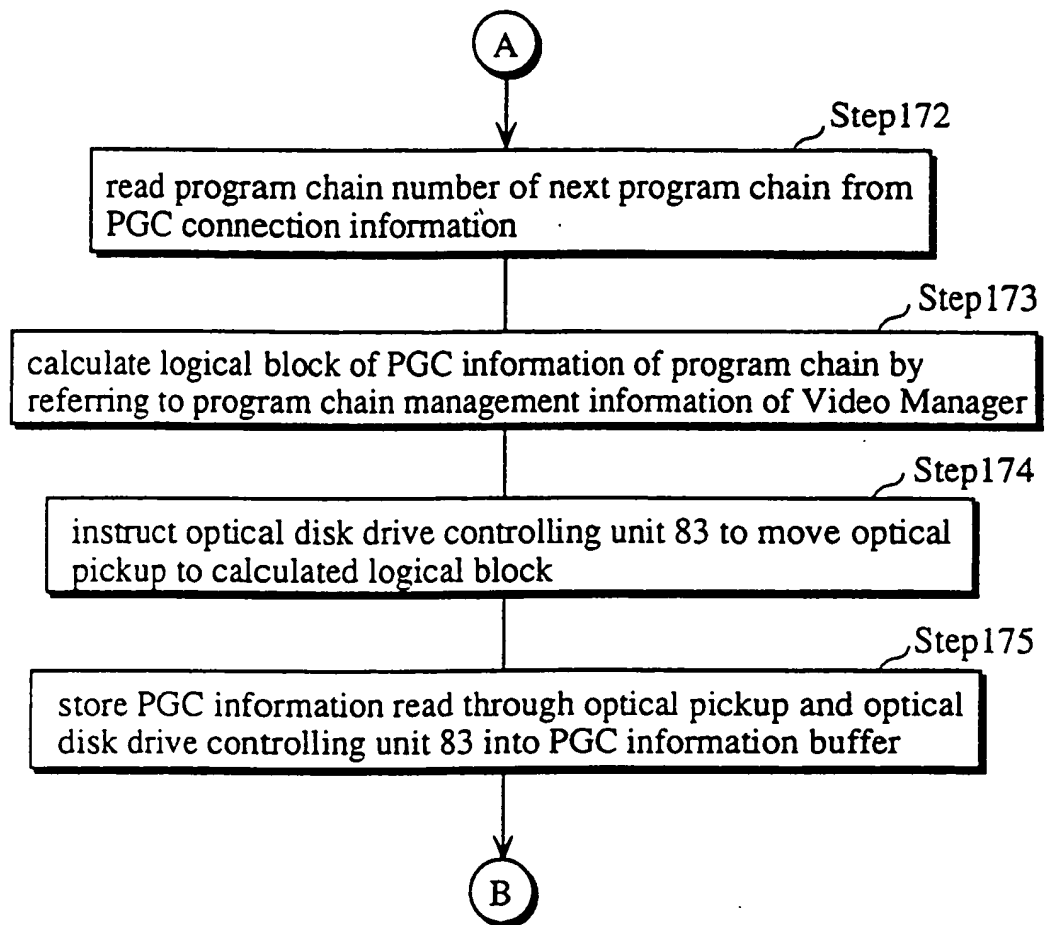 A
Step172
read program chain number of next program chain from
PGC connection information
Step173
calculate logical block of PGC information of program chain by
referring to program chain management information of Video Manager
Step174
instruct optical disk drive controlling unit 83 to move optical
pickup to calculated logical block
Step175
store PGC information read through optical pickup and optical
disk drive controlling unit 83 into PGC information buffer
B